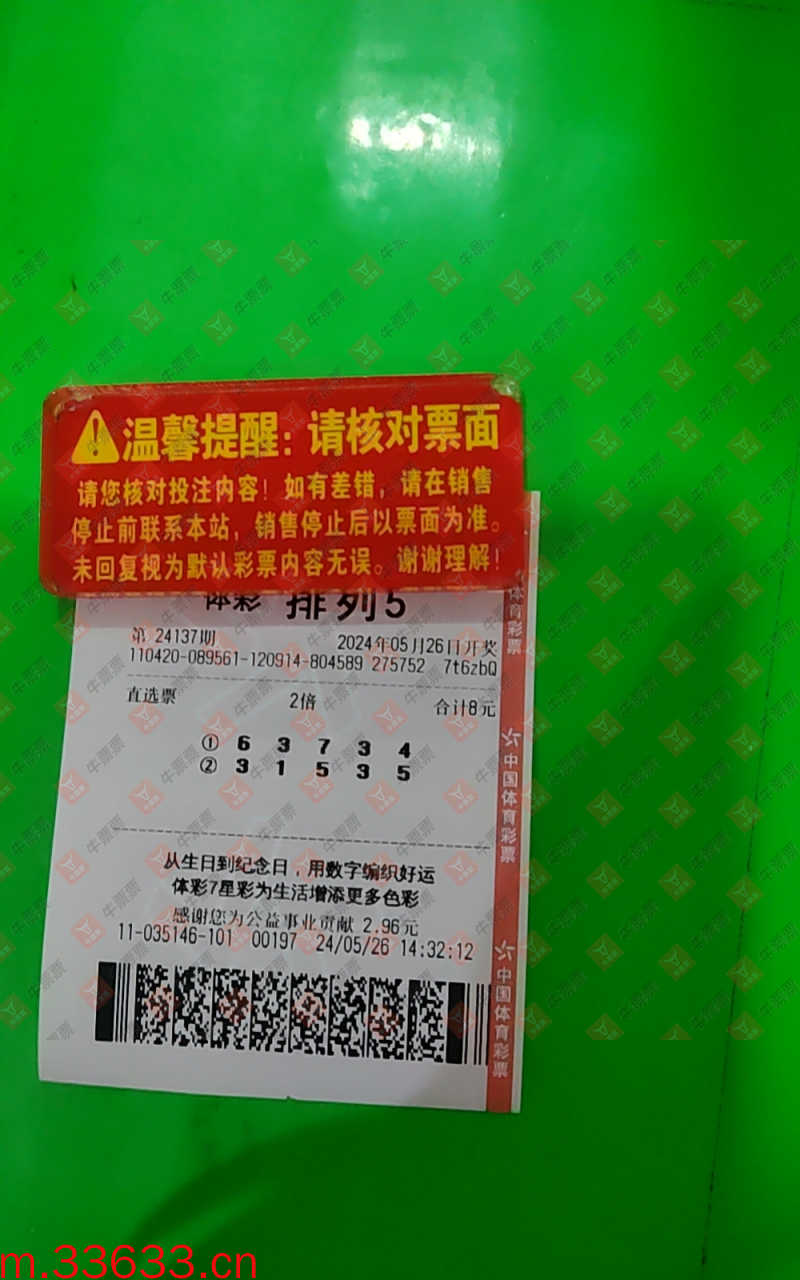 温馨提醒：请核对票面
请您核对投注内容！如有差错，请在销售
停止前联系本站，销售停止后以票面为准。
未回复视为默认彩票内容无误。谢谢理解！
体彩 排列5
第 24137期 2024年05月26日开奖
110420-089561-120914-804589 275752 7t6zbQ
直选票 2倍 合计8元
① 6 3 7 3 4
② 3 1 5 3 5
从生日到纪念日，用数字编织好运
体彩7星彩为生活增添更多色彩
感谢您为公益事业贡献 2.96元
11-035146-101 00197 24/05/26 14:32:12
体育彩票
中国体育彩票
中国体育彩票
牛票票
m.33633.cn